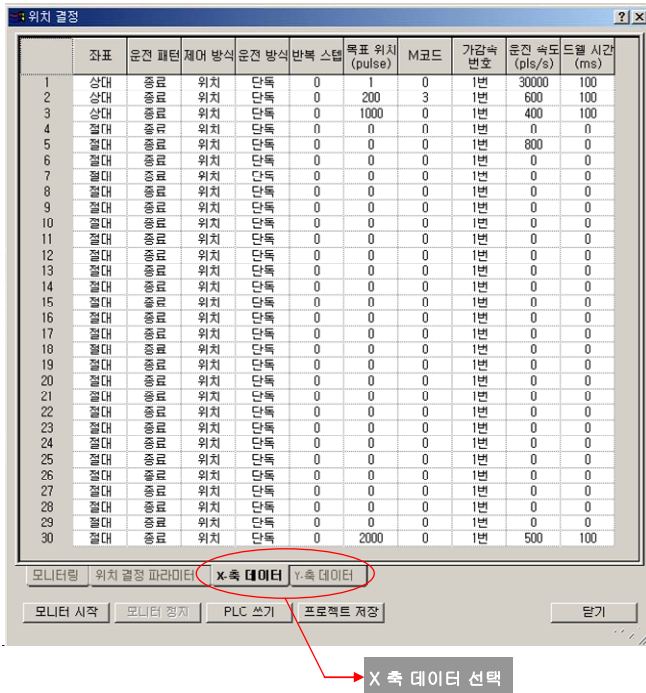 위치 결정
좌표 운전 패턴 제어 방식 운전 방식 반복 스텝 목표 위치 (pulse) M코드 가감속 번호 운전 속도 (pls/s) 드웰 시간 (ms)
1 상대 종료 위치 단독 0 1 0 1번 30000 100
2 상대 종료 위치 단독 0 200 3 1번 600 100
3 상대 종료 위치 단독 0 1000 0 1번 400 100
4 절대 종료 위치 단독 0 0 0 1번 0 0
5 절대 종료 위치 단독 0 0 0 1번 800 0
6 절대 종료 위치 단독 0 0 0 1번 0 0
7 절대 종료 위치 단독 0 0 0 1번 0 0
8 절대 종료 위치 단독 0 0 0 1번 0 0
9 절대 종료 위치 단독 0 0 0 1번 0 0
10 절대 종료 위치 단독 0 0 0 1번 0 0
11 절대 종료 위치 단독 0 0 0 1번 0 0
12 절대 종료 위치 단독 0 0 0 1번 0 0
13 절대 종료 위치 단독 0 0 0 1번 0 0
14 절대 종료 위치 단독 0 0 0 1번 0 0
15 절대 종료 위치 단독 0 0 0 1번 0 0
16 절대 종료 위치 단독 0 0 0 1번 0 0
17 절대 종료 위치 단독 0 0 0 1번 0 0
18 절대 종료 위치 단독 0 0 0 1번 0 0
19 절대 종료 위치 단독 0 0 0 1번 0 0
20 절대 종료 위치 단독 0 0 0 1번 0 0
21 절대 종료 위치 단독 0 0 0 1번 0 0
22 절대 종료 위치 단독 0 0 0 1번 0 0
23 절대 종료 위치 단독 0 0 0 1번 0 0
24 절대 종료 위치 단독 0 0 0 1번 0 0
25 절대 종료 위치 단독 0 0 0 1번 0 0
26 절대 종료 위치 단독 0 0 0 1번 0 0
27 절대 종료 위치 단독 0 0 0 1번 0 0
28 절대 종료 위치 단독 0 0 0 1번 0 0
29 절대 종료 위치 단독 0 0 0 1번 0 0
30 절대 종료 위치 단독 0 2000 0 1번 500 100
모니터링 위치 결정 파라미터 X-축 데이터 Y-축 데이터
모니터 시작 모니터 정지 PLC 쓰기 프로젝트 저장 닫기
X 축 데이터 선택